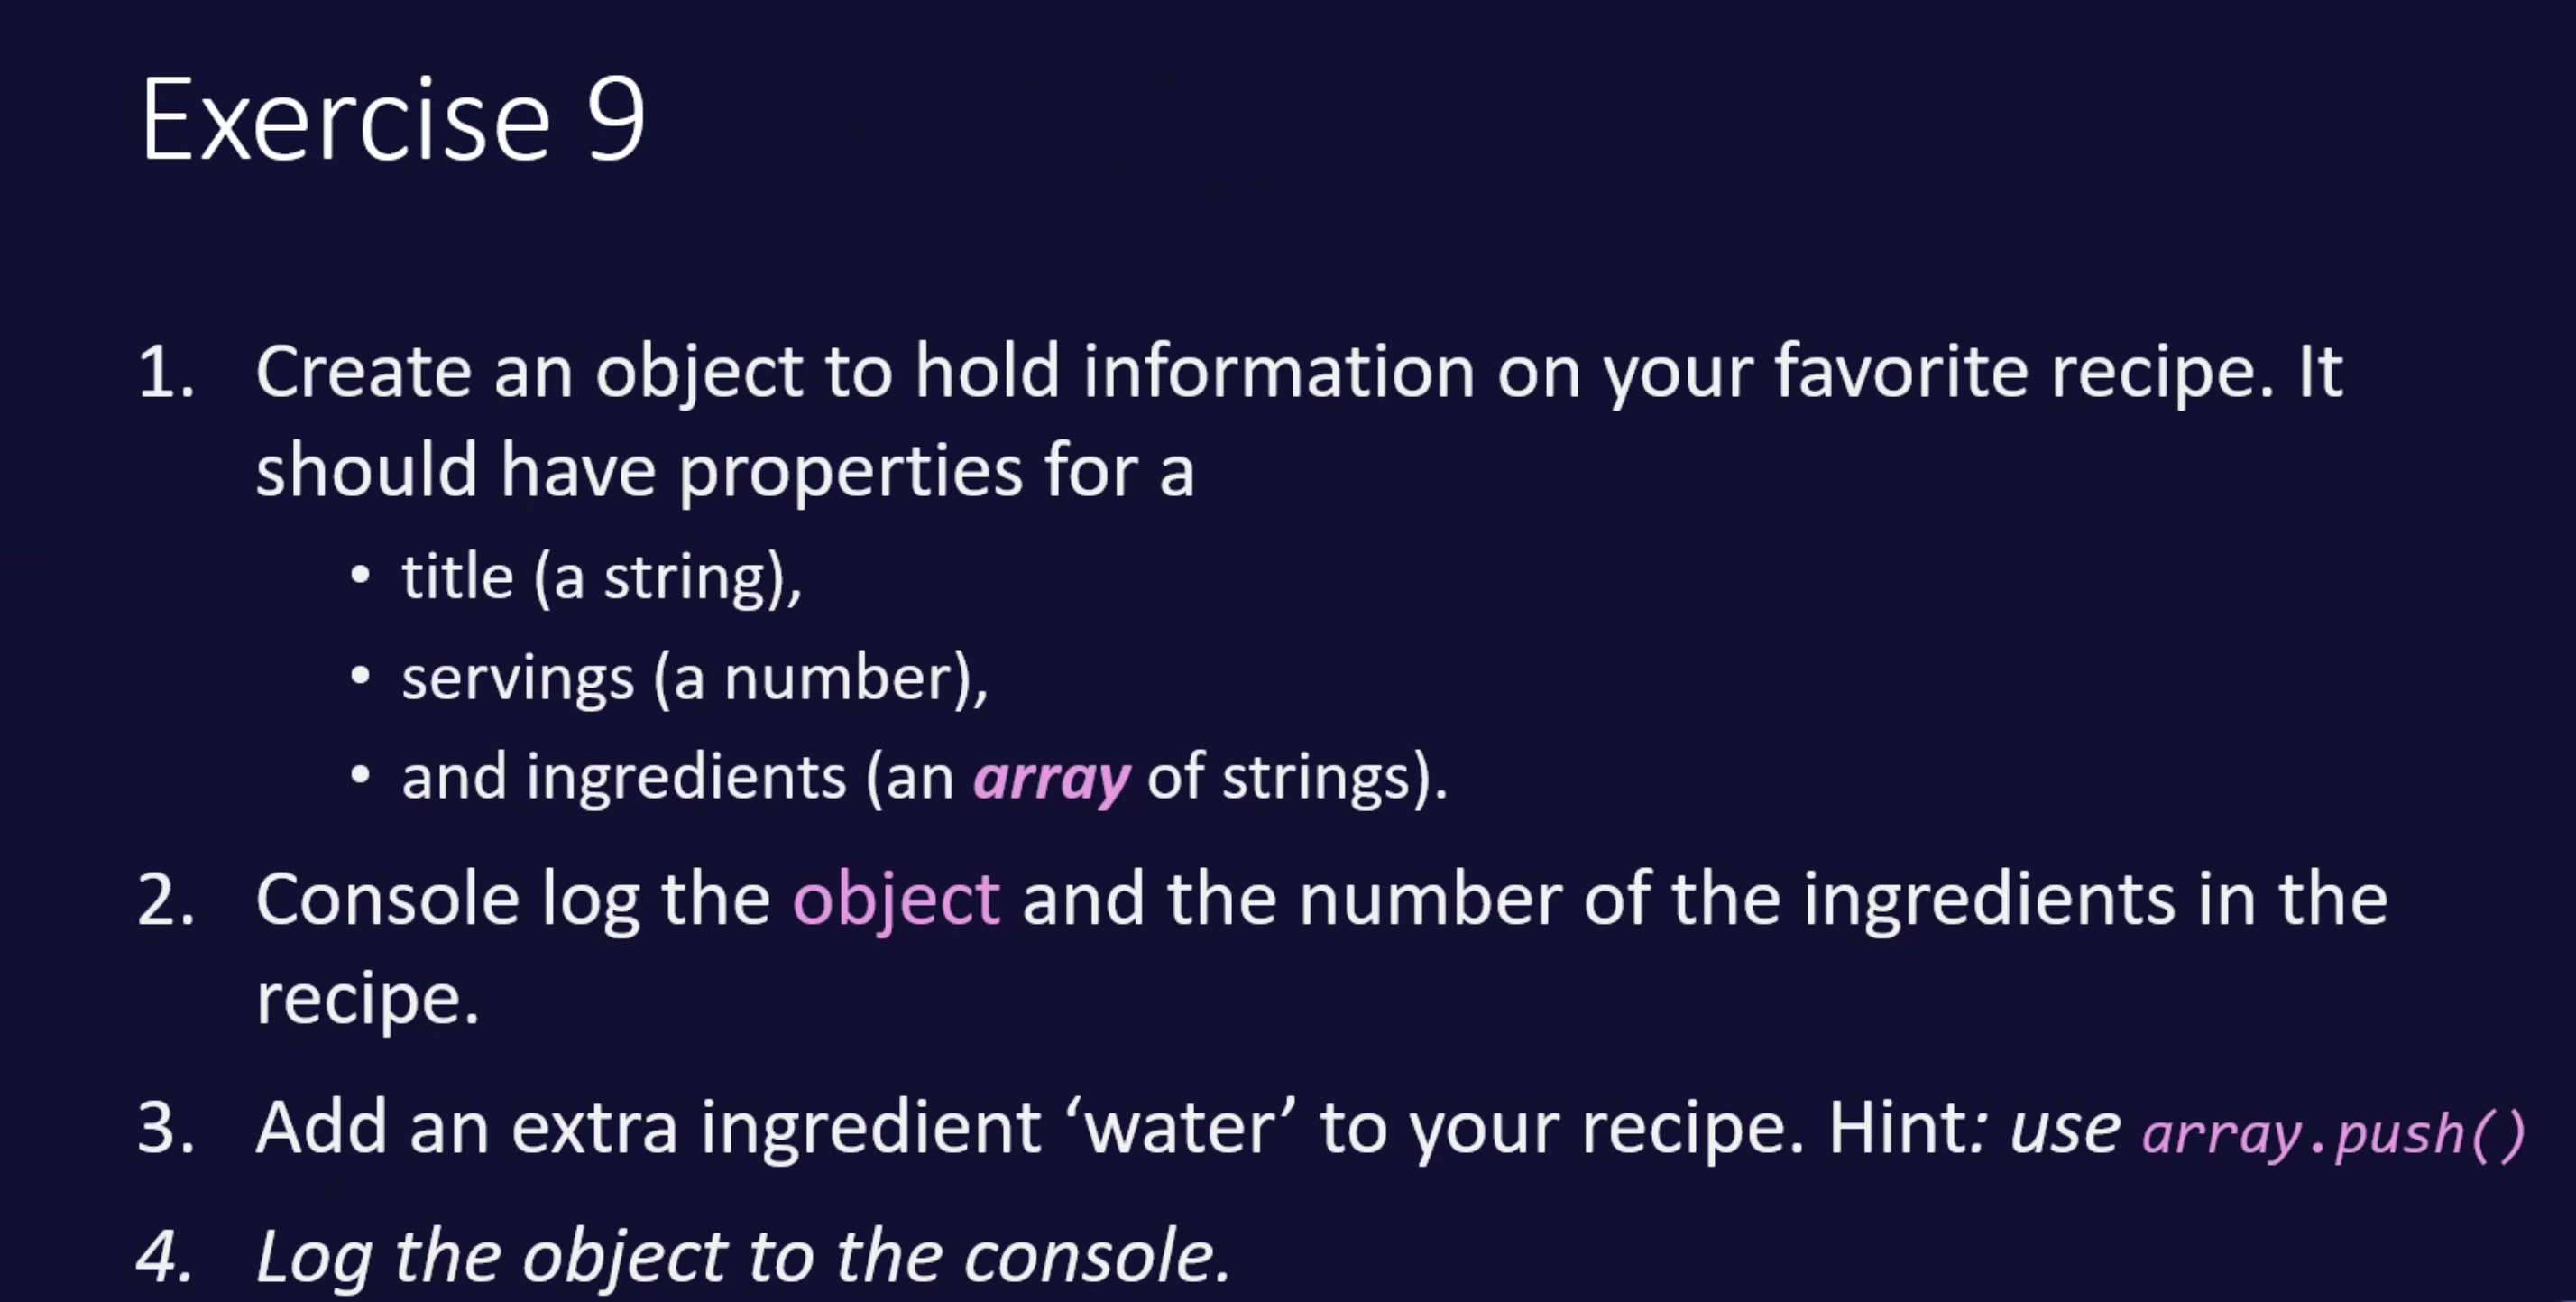 Exercise 9
1. Create an object to hold information on your favorite recipe. It
should have properties for a
• title (a string),
• servings (a number),
• and ingredients (an array of strings).
2. Console log the object and the number of the ingredients in the
recipe.
3. Add an extra ingredient ‘water’ to your recipe. Hint: use array.push()
4. Log the object to the console.